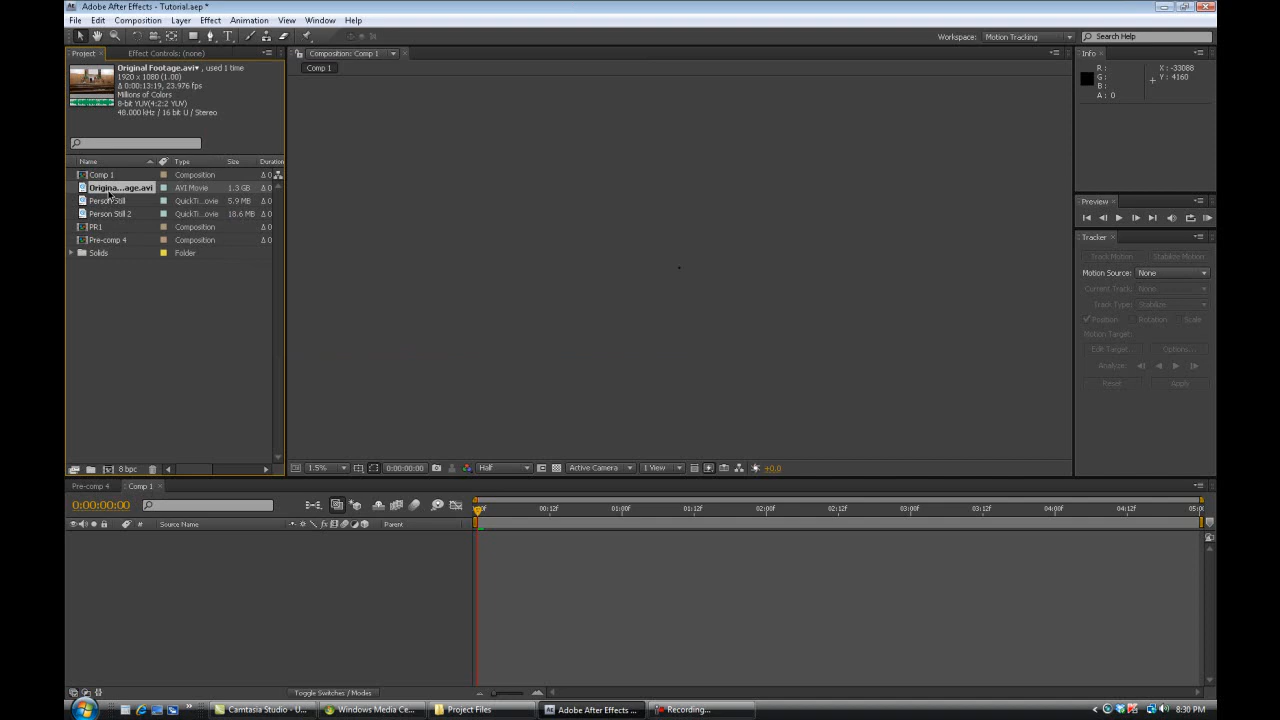 Adobe After Effects - Tutorial.aep *
File Edit Composition Layer Effect Animation View Window Help
Workspace: Motion Tracking
Search Help
Project
Effect Controls: (none)
Composition: Comp 1
Info
Original Footage.avi▾ , used 1 time
1920 x 1080 (1.00)
Δ 0:00:13:19, 23.976 fps
Millions of Colors
8-bit YUV(4:2:2 YUV)
48.000 kHz / 16 bit U / Stereo
Comp 1
R :
G :
B :
A : 0
X : -33088
Y : 4160
Name Type Size Duration
Comp 1 Composition Δ 0
Origina...age.avi AVI Movie 1.3 GB Δ 0
Person Still QuickTi...ovie 5.9 MB Δ 0
Person Still 2 QuickTi...ovie 18.6 MB Δ 0
PR1 Composition Δ 0
Pre-comp 4 Composition Δ 0
Solids Folder
Preview
Tracker
Track Motion Stabilize Motion
Motion Source: None
Current Track: None
Track Type: Stabilize
Position Rotation Scale
Motion Target:
Edit Target... Options...
Analyze:
Reset Apply
8 bpc
1.5% 0:00:00:00 Half Active Camera 1 View +0.0
Pre-comp 4 Comp 1
0:00:00:00
:00f 00:12f 01:00f 01:12f 02:00f 02:12f 03:00f 03:12f 04:00f 04:12f 05:00
# Source Name Parent
Toggle Switches / Modes
Camtasia Studio - U... Windows Media Ce... Project Files Adobe After Effects ... Recording... 8:30 PM